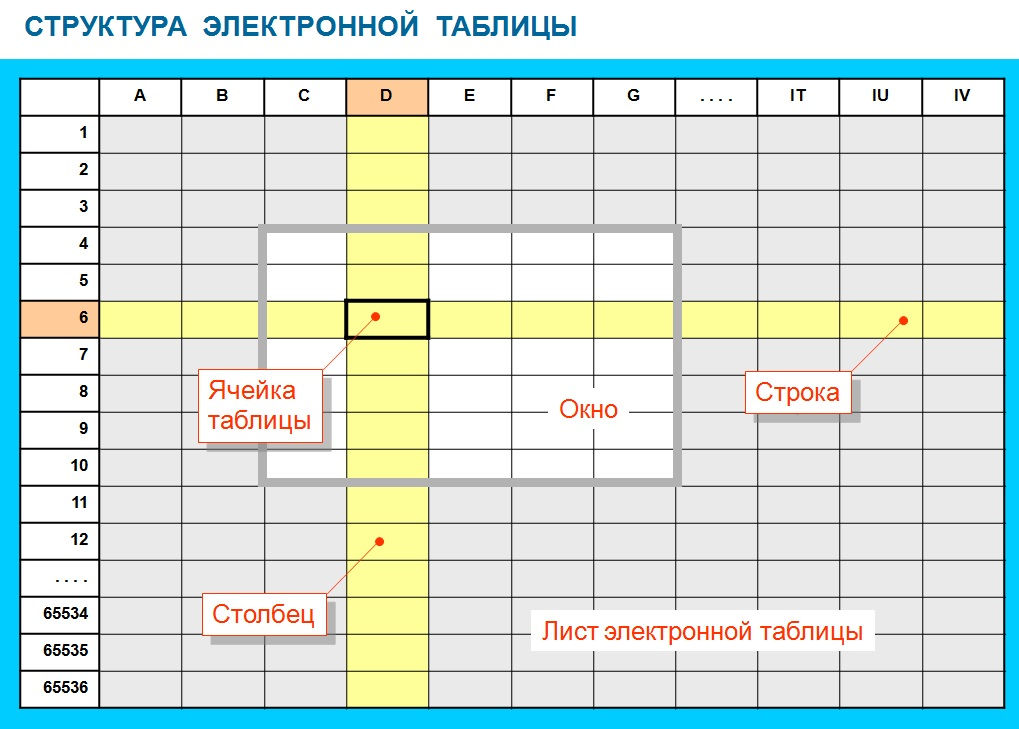 СТРУКТУРА ЭЛЕКТРОННОЙ ТАБЛИЦЫ
A B C D E F G .... IT IU IV
1
2
3
4
5
6
7
8
9
10
11
12
....
65534
65535
65536
Ячейка
таблицы
Окно
Строка
Столбец
Лист электронной таблицы